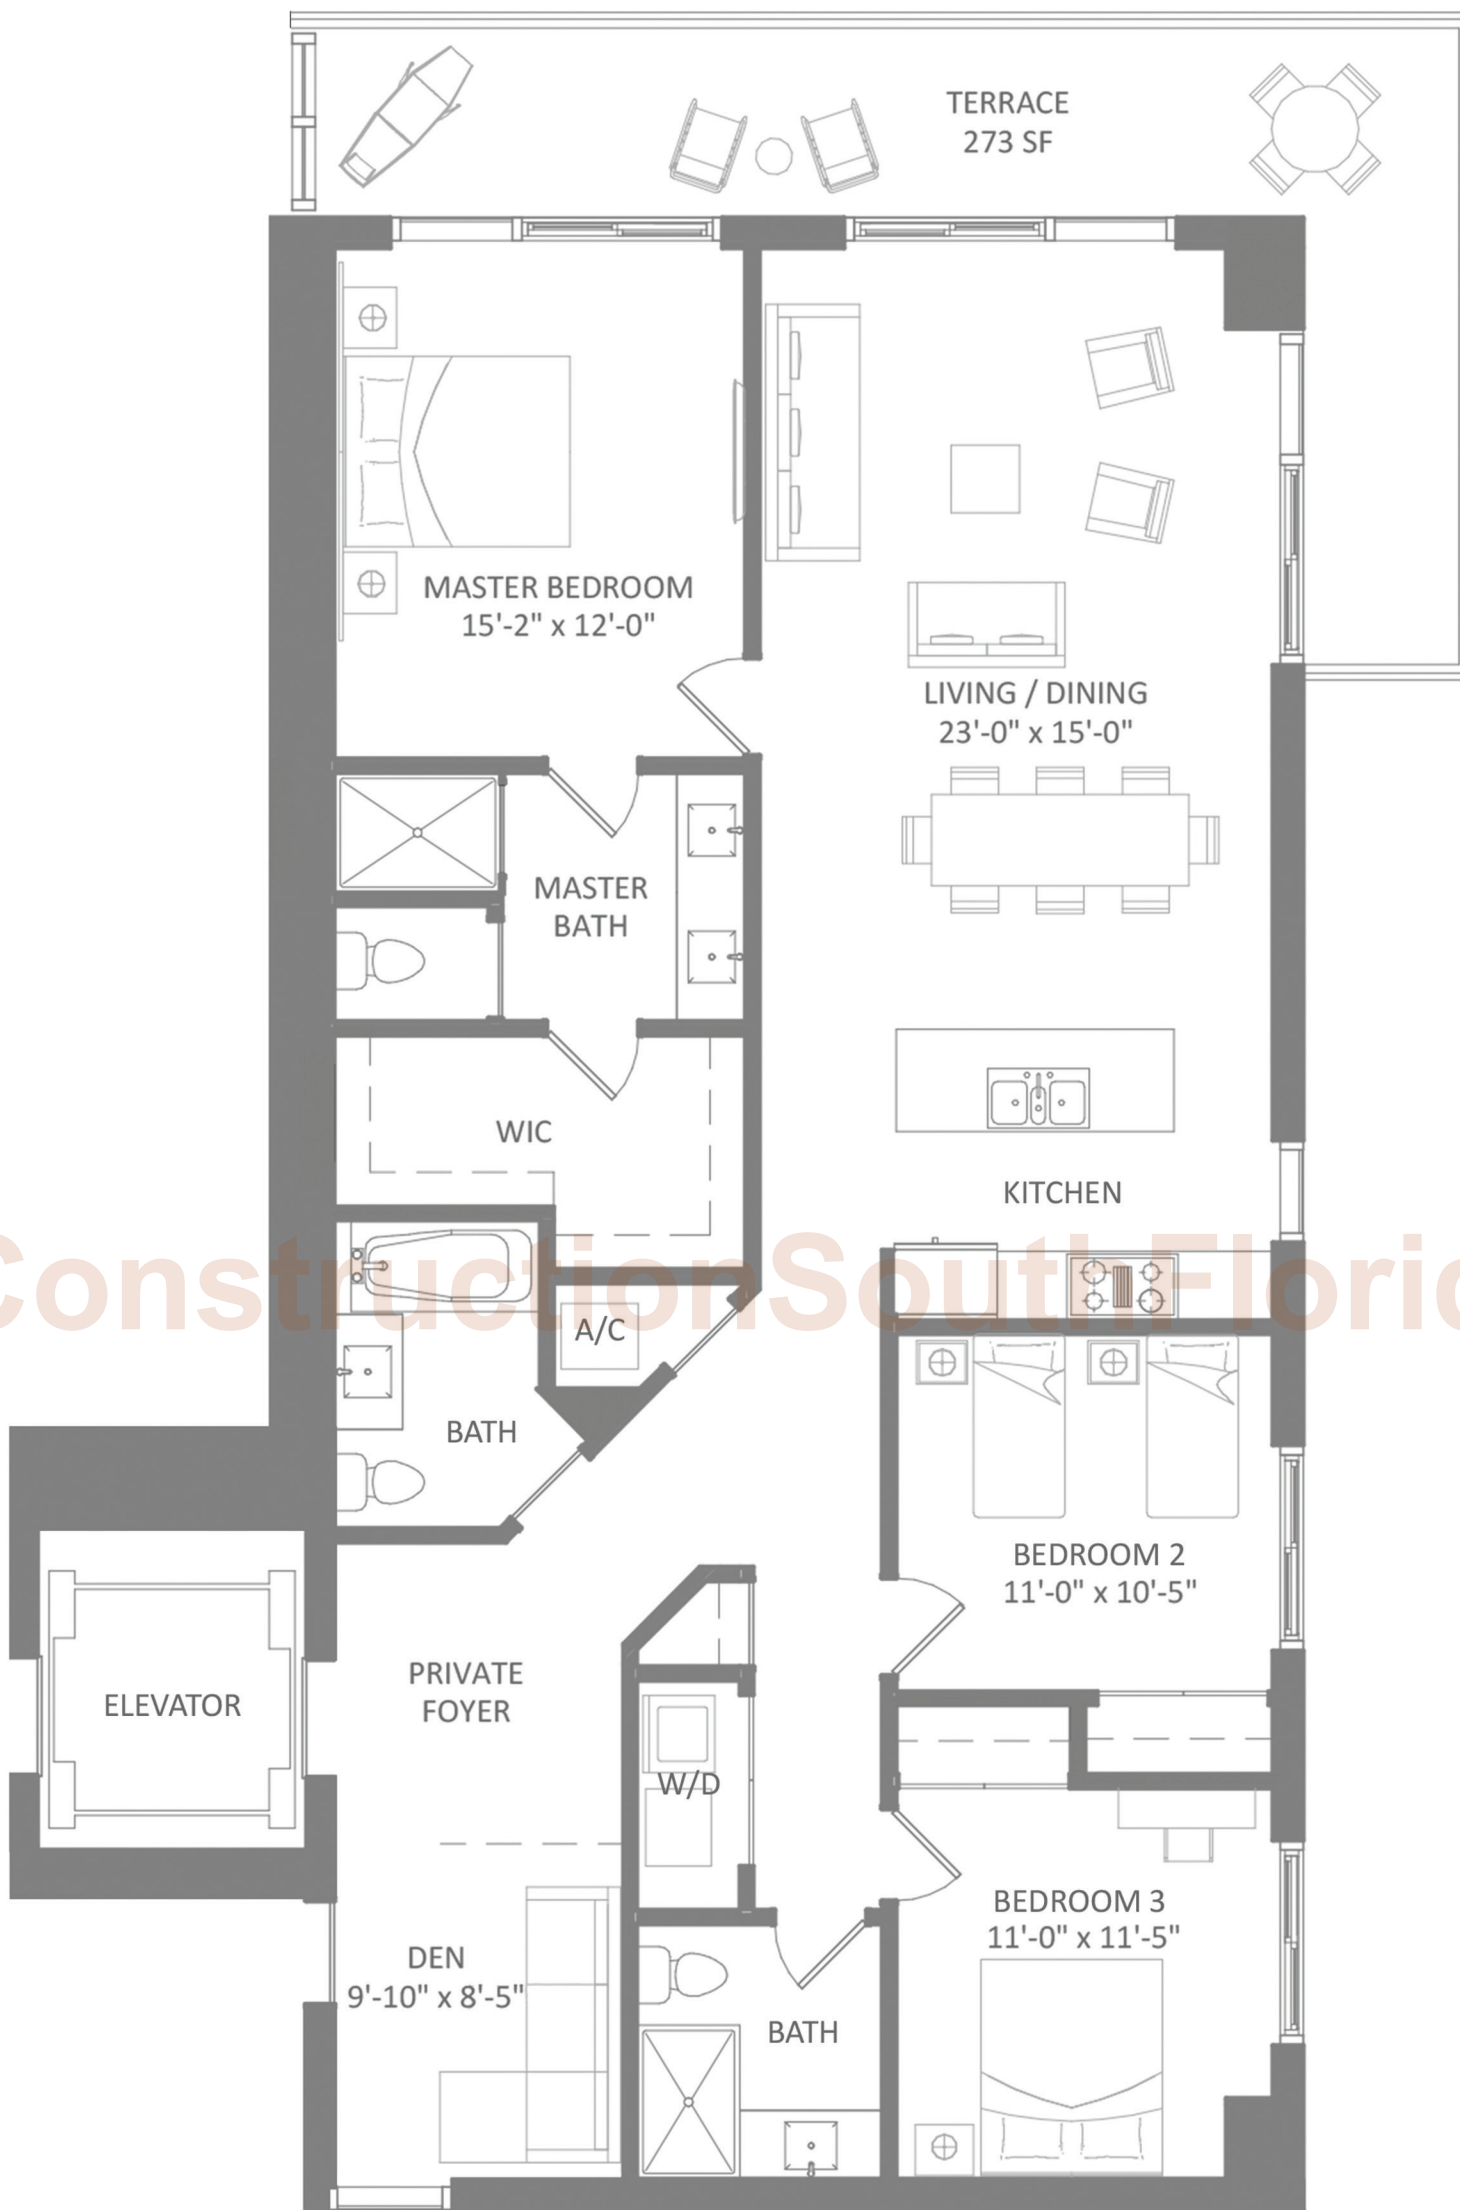 TERRACE
273 SF
MASTER BEDROOM
15'-2" x 12'-0"
LIVING / DINING
23'-0" x 15'-0"
MASTER
BATH
WIC
KITCHEN
ConstructionSouthFlorid
A/C
BATH
BEDROOM 2
11'-0" x 10'-5"
PRIVATE
FOYER
ELEVATOR
W/D
BEDROOM 3
11'-0" x 11'-5"
DEN
9'-10" x 8'-5"
BATH